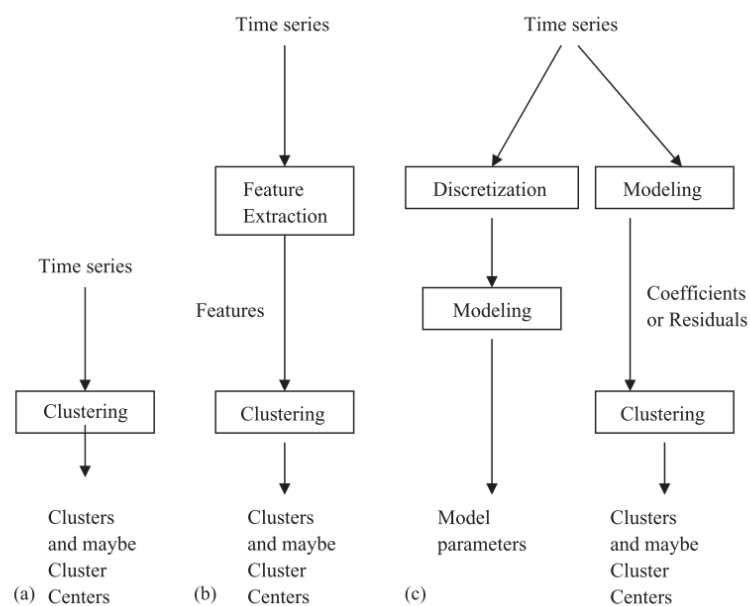 Time series
Clustering
Clusters
and maybe
Cluster
Centers
(a)
Time series
Feature
Extraction
Features
Clustering
Clusters
and maybe
Cluster
Centers
(b)
Time series
Discretization
Modeling
Model
parameters
Modeling
Coefficients
or Residuals
Clustering
Clusters
and maybe
Cluster
Centers
(c)